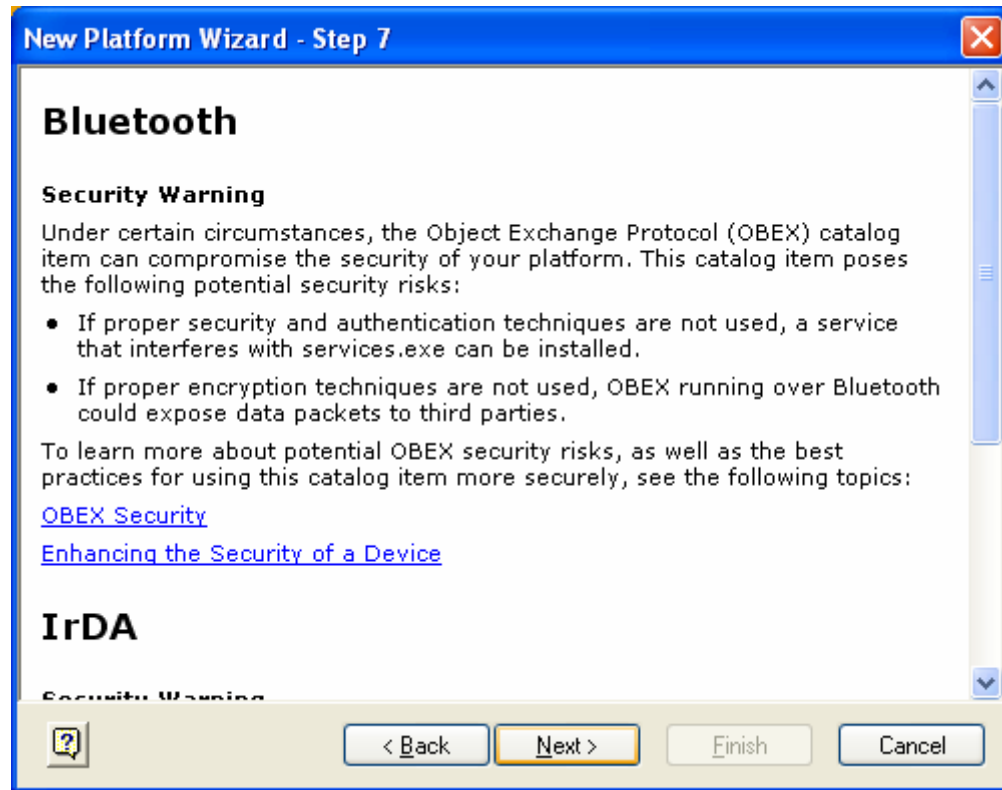 New Platform Wizard - Step 7
Bluetooth
Security Warning
Under certain circumstances, the Object Exchange Protocol (OBEX) catalog
item can compromise the security of your platform. This catalog item poses
the following potential security risks:
● If proper security and authentication techniques are not used, a service
that interferes with services.exe can be installed.
● If proper encryption techniques are not used, OBEX running over Bluetooth
could expose data packets to third parties.
To learn more about potential OBEX security risks, as well as the best
practices for using this catalog item more securely, see the following topics:
OBEX Security
Enhancing the Security of a Device
IrDA
Security Warning
< Back Next > Finish Cancel